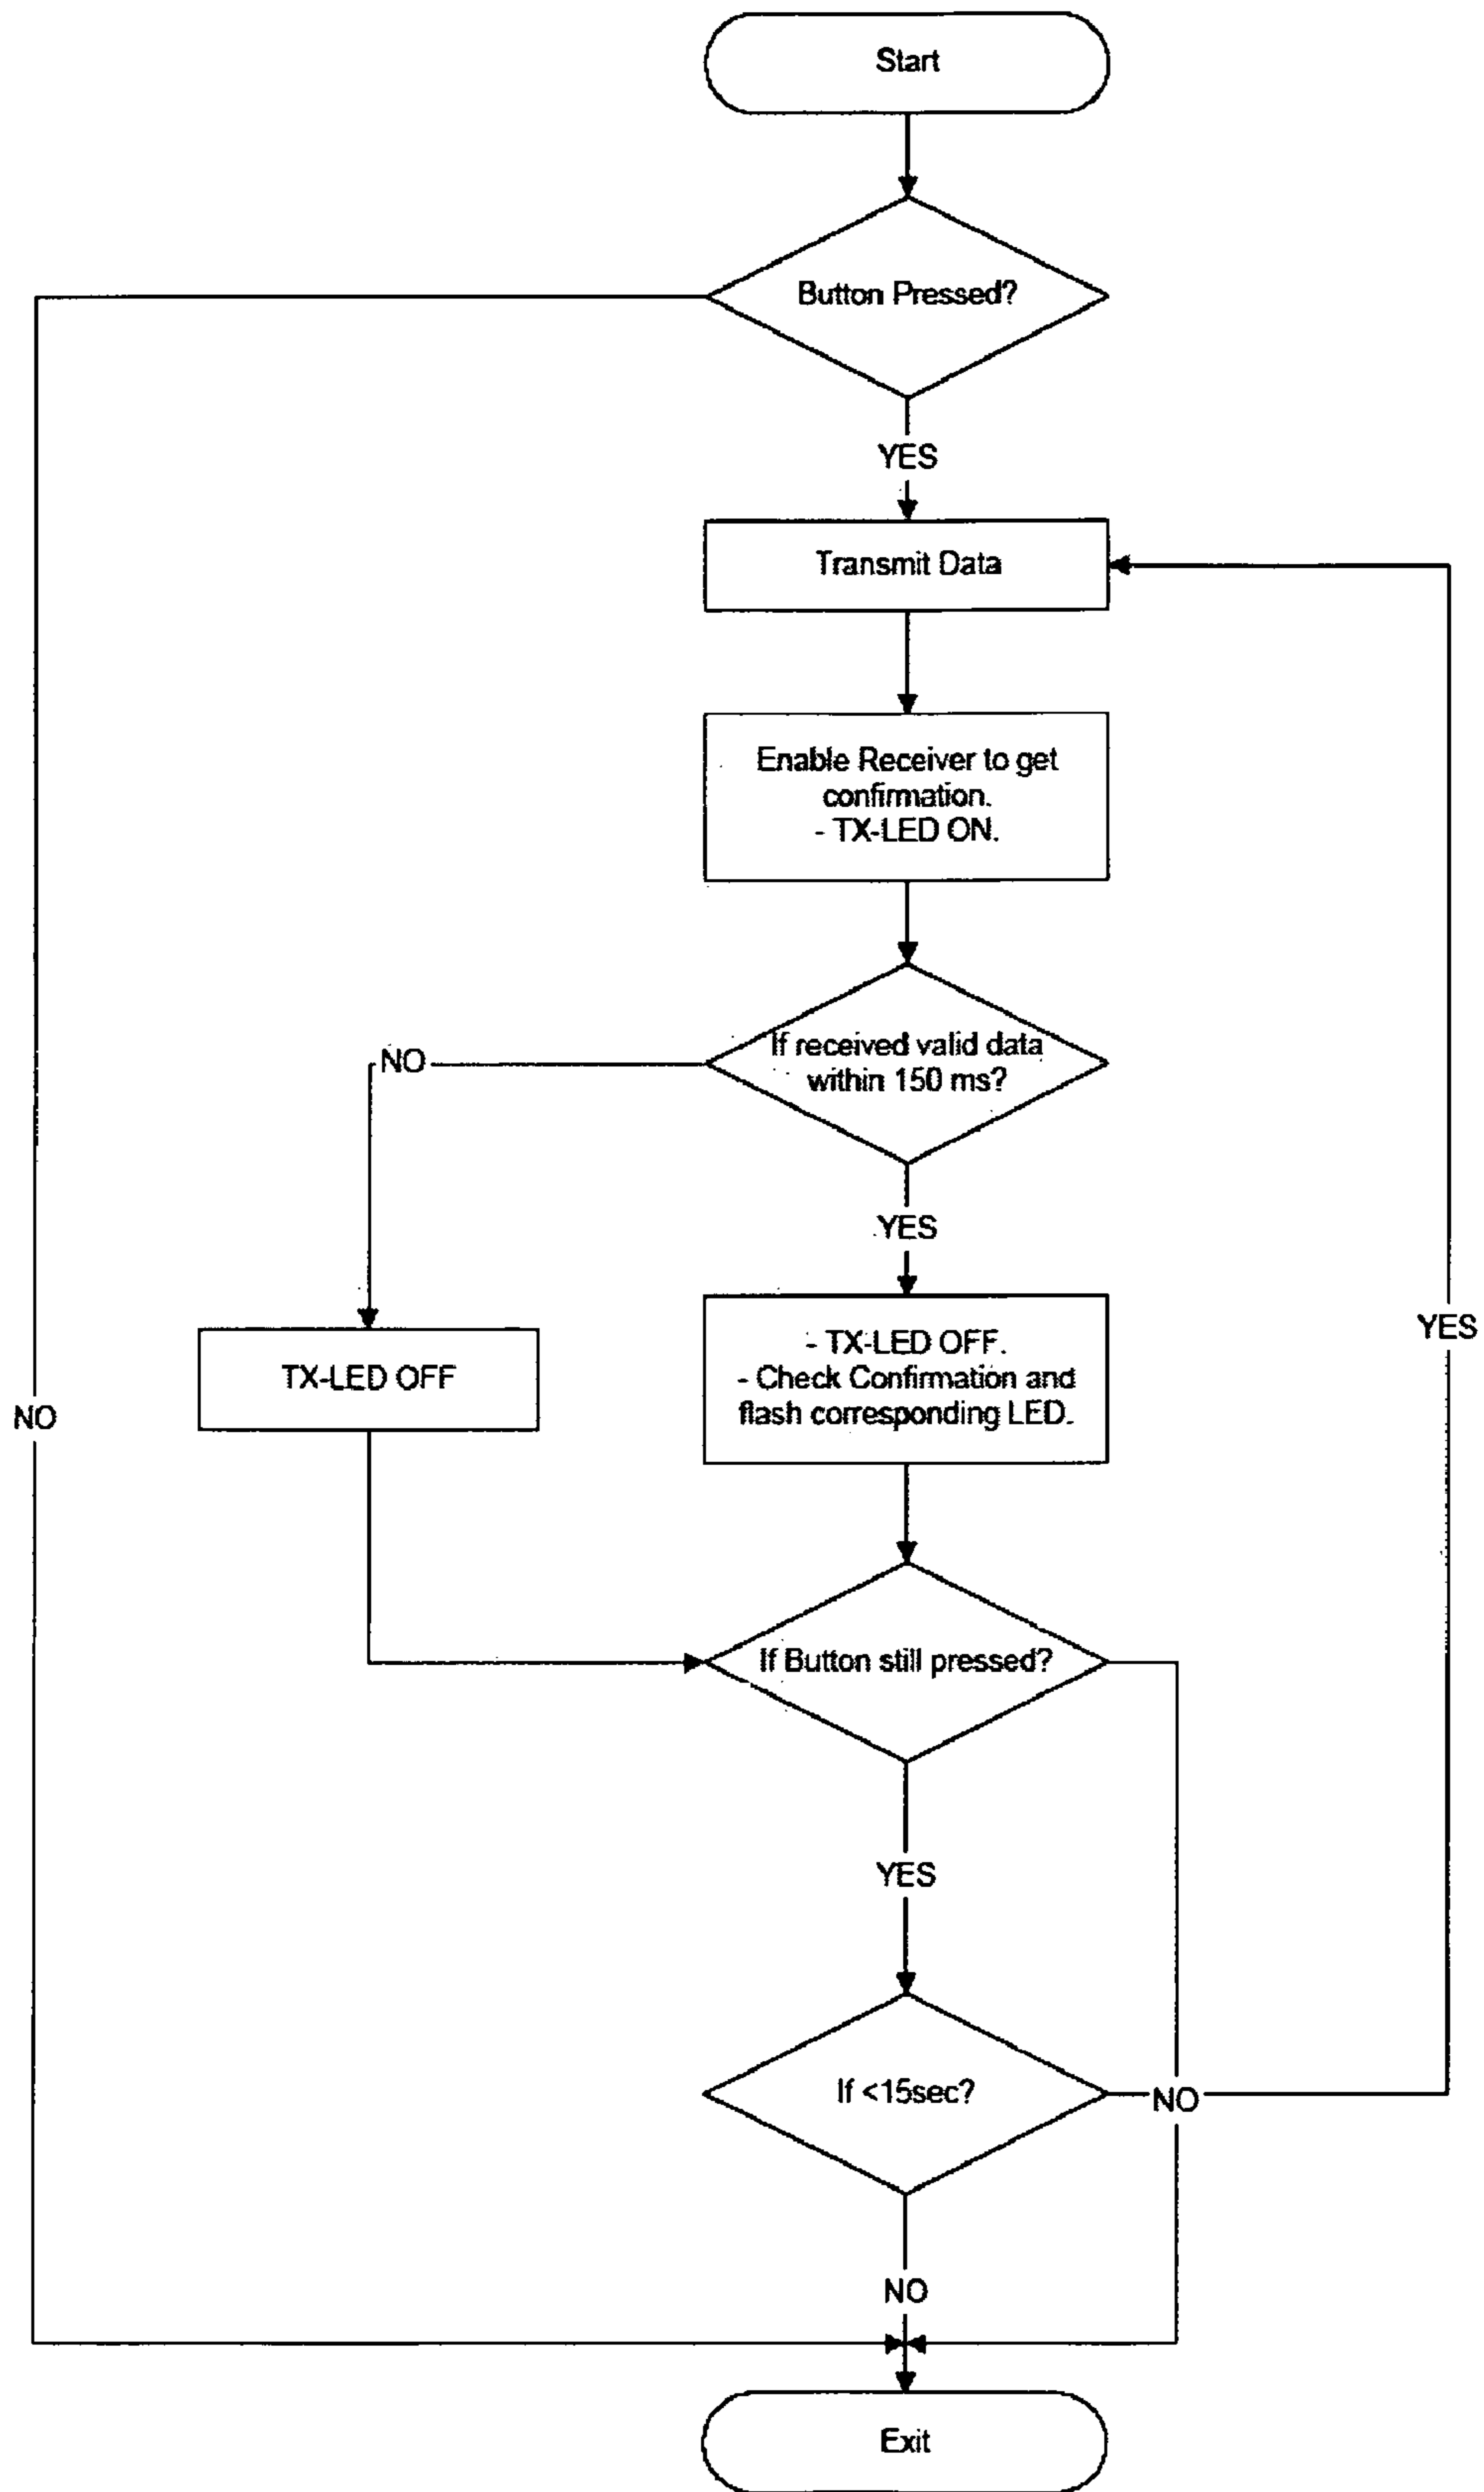 Start
Button Pressed?
YES
Transmit Data
Enable Receiver to get
confirmation.
- TX-LED ON.
If received valid data
within 150 ms?
NO
YES
TX-LED OFF
- TX-LED OFF.
- Check Confirmation and
flash corresponding LED.
YES
NO
If Button still pressed?
YES
If <15sec?
NO
NO
Exit